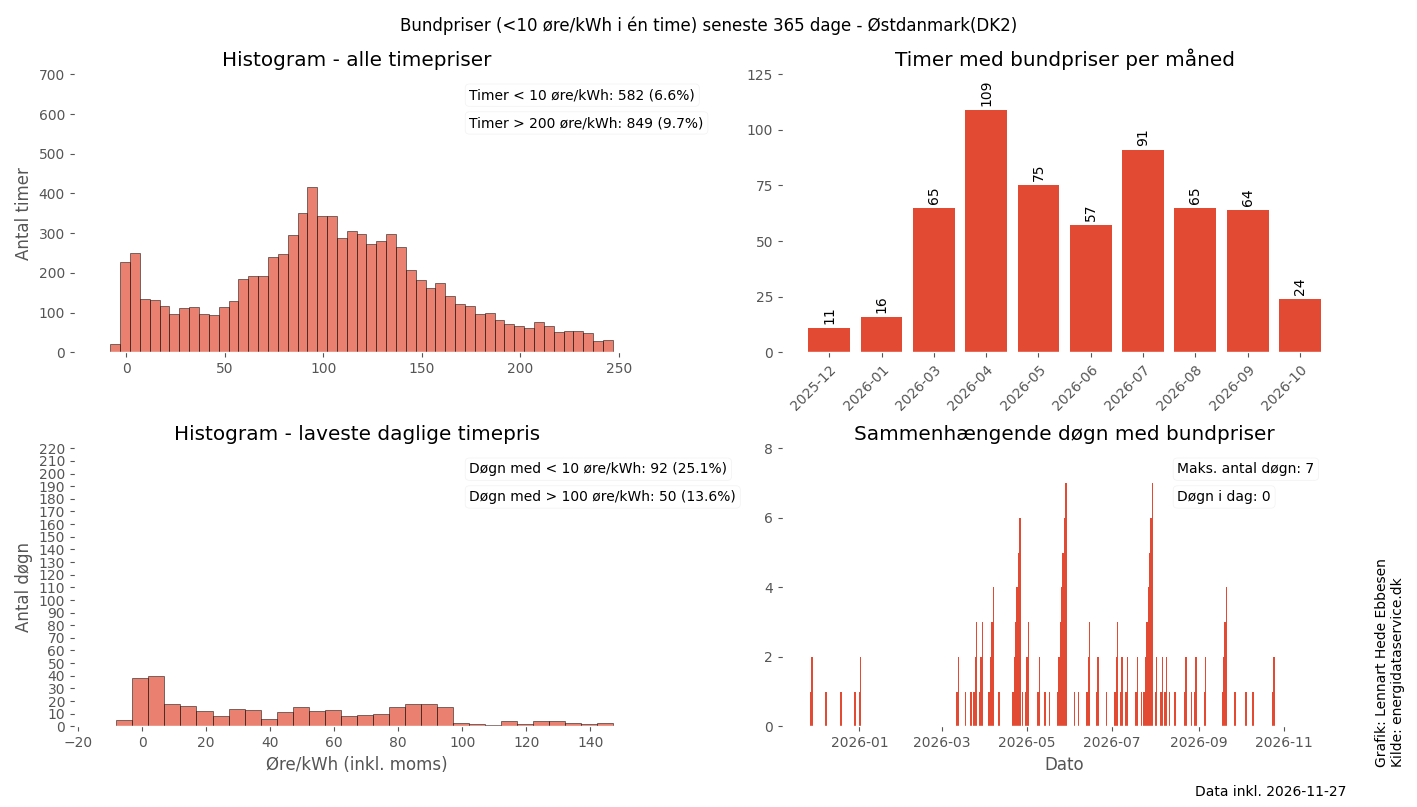 Bundpriser (<10 øre/kWh i én time) seneste 365 dage - Østdanmark(DK2)
Histogram - alle timepriser
Timer < 10 øre/kWh: 582 (6.6%)
Timer > 200 øre/kWh: 849 (9.7%)
Antal timer
700
600
500
400
300
200
100
0
0 50 100 150 200 250
Timer med bundpriser per måned
125
100
75
50
25
0
11 16 65 109 75 57 91 65 64 24
2025-12 2026-01 2026-03 2026-04 2026-05 2026-06 2026-07 2026-08 2026-09 2026-10
Histogram - laveste daglige timepris
Døgn med < 10 øre/kWh: 92 (25.1%)
Døgn med > 100 øre/kWh: 50 (13.6%)
Antal døgn
220
210
200
190
180
170
160
150
140
130
120
110
100
90
80
70
60
50
40
30
20
10
0
−20 0 20 40 60 80 100 120 140
Øre/kWh (inkl. moms)
Sammenhængende døgn med bundpriser
Maks. antal døgn: 7
Døgn i dag: 0
8
6
4
2
0
2026-01 2026-03 2026-05 2026-07 2026-09 2026-11
Dato
Grafik: Lennart Hede Ebbesen
Kilde: energidataservice.dk
Data inkl. 2026-11-27